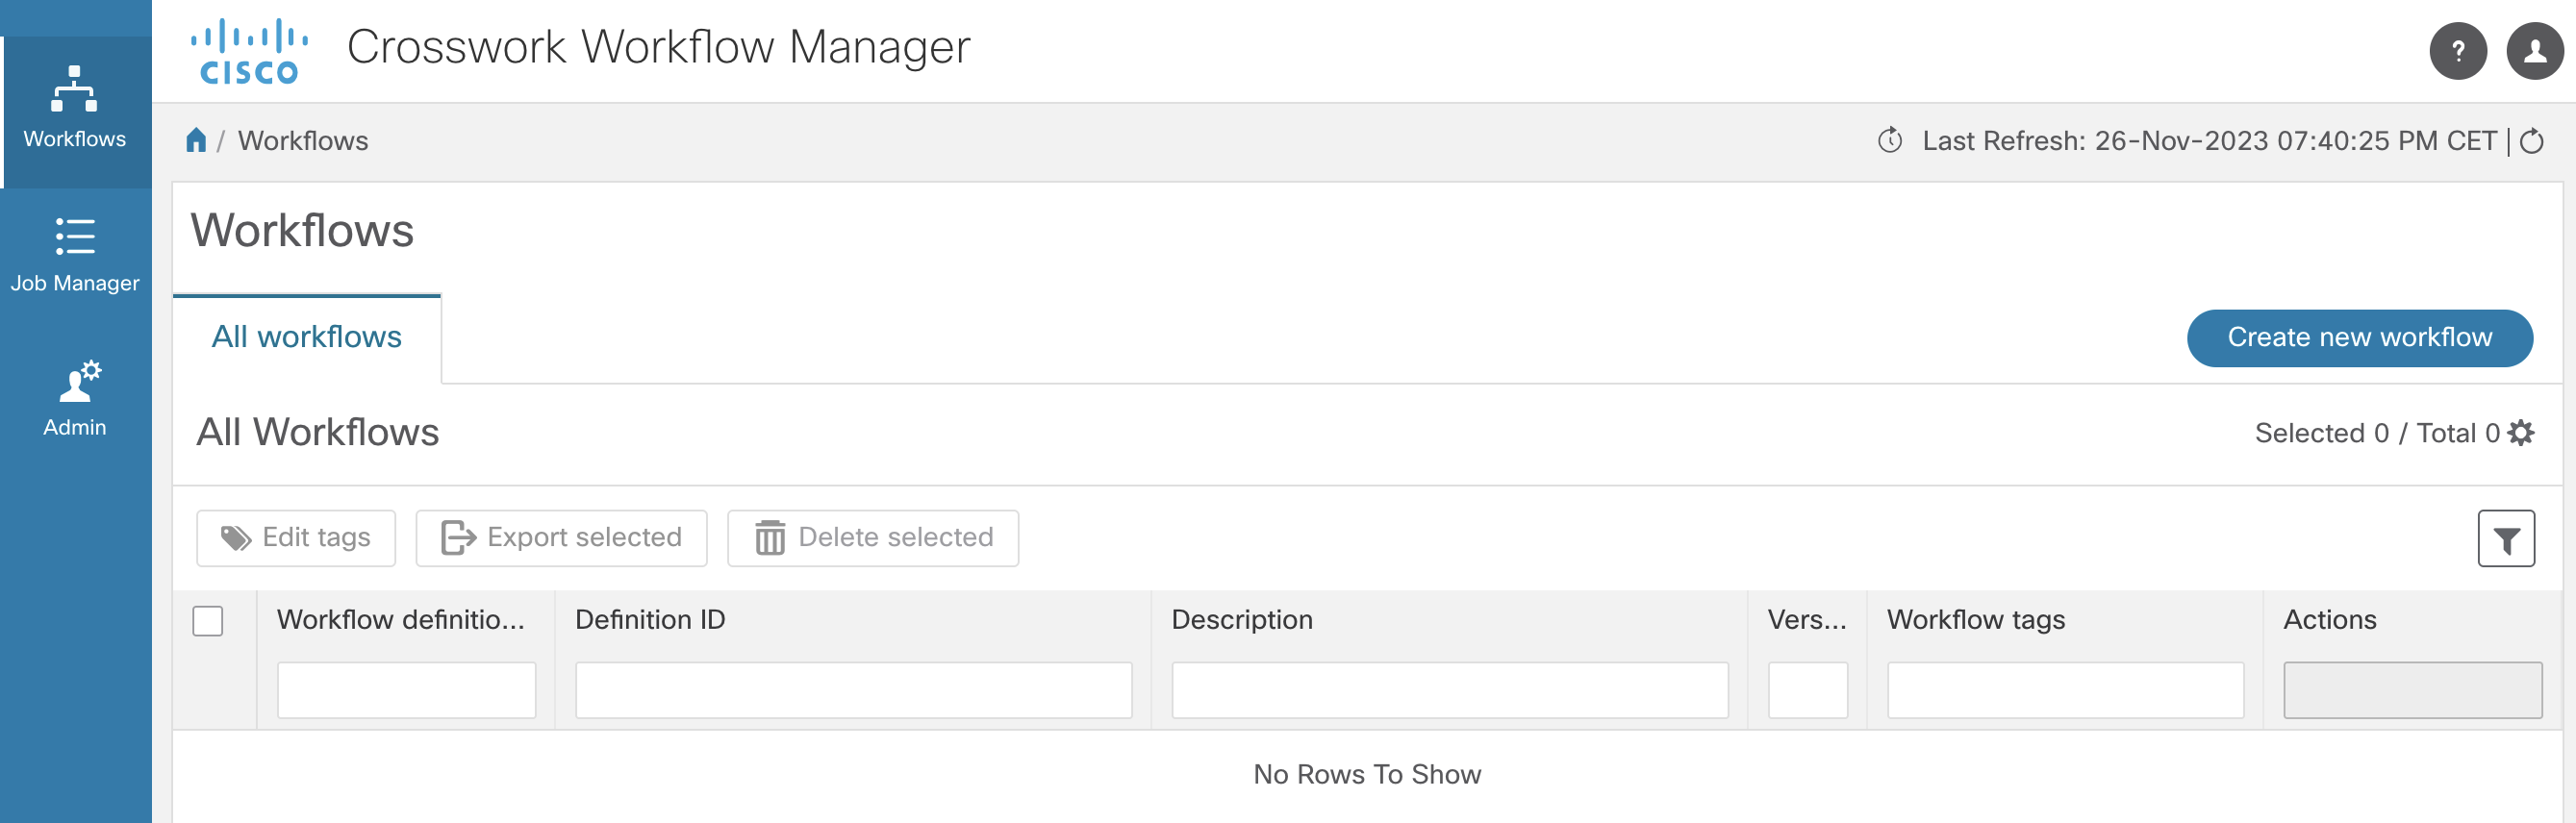 CISCO
Crosswork Workflow Manager
?
Workflows
Job Manager
Admin
/ Workflows
Last Refresh: 26-Nov-2023 07:40:25 PM CET |
Workflows
All workflows
Create new workflow
All Workflows
Selected 0 / Total 0
Edit tags
Export selected
Delete selected
Workflow definitio...
Definition ID
Description
Vers...
Workflow tags
Actions
No Rows To Show